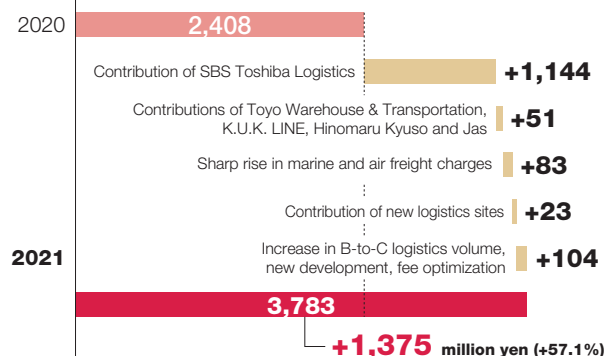 2020
2,408
Contribution of SBS Toshiba Logistics
+1,144
Contributions of Toyo Warehouse & Transportation,
K.U.K. LINE, Hinomaru Kyuso and Jas
+51
Sharp rise in marine and air freight charges
+83
Contribution of new logistics sites
+23
2021
Increase in B-to-C logistics volume,
new development, fee optimization
+104
3,783
+1,375 million yen (+57.1%)